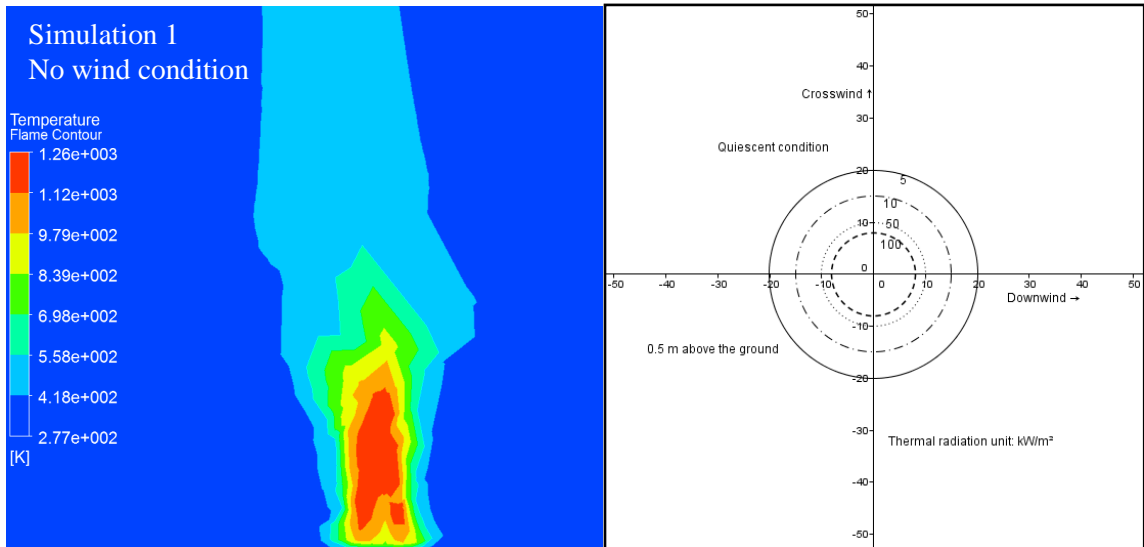 Simulation 1
No wind condition
Temperature
Flame Contour
1.26e+003
1.12e+003
9.79e+002
8.39e+002
6.98e+002
5.58e+002
4.18e+002
2.77e+002
[K]
50
40
Crosswind ↑
30
Quiescent condition
20
5
10
10
50
100
0
-50 -40 -30 -20 -10 0 10 20 30 40 50
Downwind →
-10
0.5 m above the ground
-20
-30
Thermal radiation unit: kW/m²
-40
-50